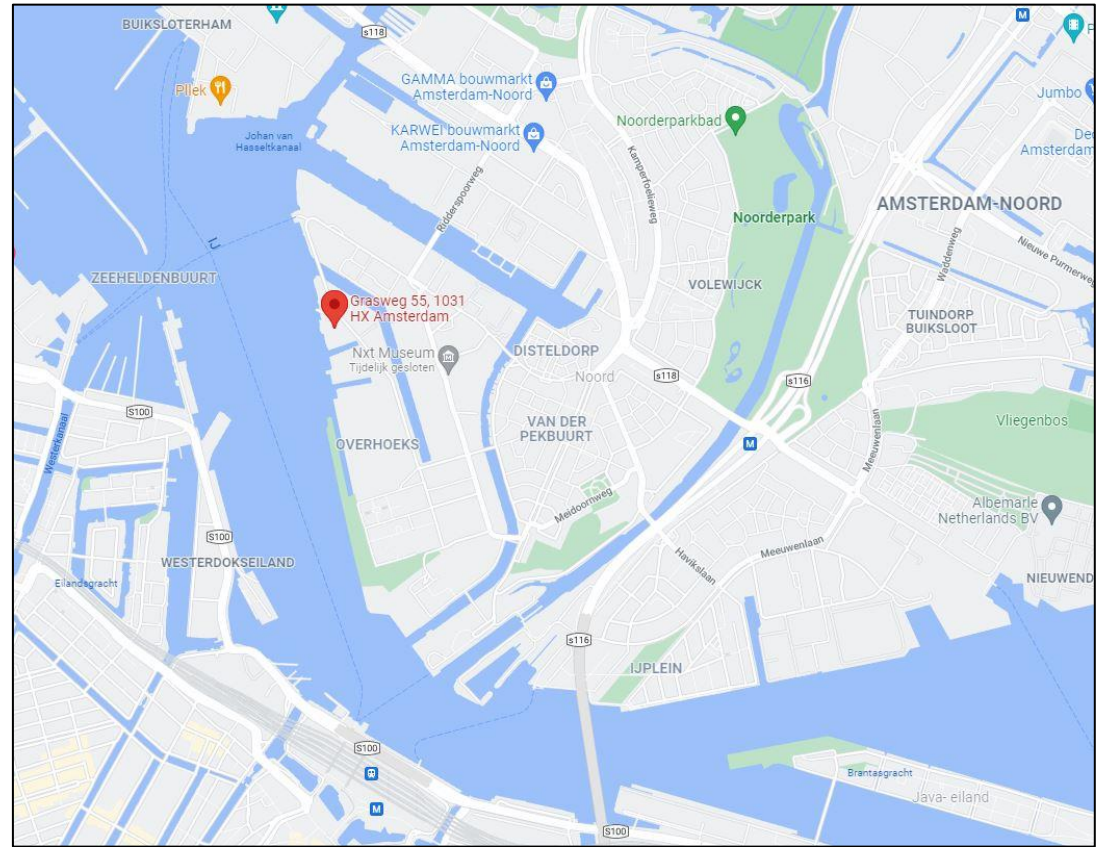 BUIKSLOTERHAM
s118
M
Pllek
GAMMA bouwmarkt
Amsterdam-Noord
Jumbo
Johan van
Hasseltkanaal
KARWEI bouwmarkt
Amsterdam-Noord
Noorderparkbad
Amsterdam
Kamperfoelieweg
Ridderspoorweg
AMSTERDAM-NOORD
Noorderpark
IJ
Waddenweg
Nieuwe Purmerweg
ZEEHELDENBUURT
VOLEWIJCK
Grasweg 55, 1031
HX Amsterdam
TUINDORP
BUIKSLOOT
Nxt Museum
Tijdelijk gesloten
DISTELDORP
Noord
s118
s116
S100
VAN DER
PEKBUURT
Vliegenbos
Meeuwenlaan
OVERHOEKS
M
Westerkanaal
Meidoornweg
Albemarle
Netherlands BV
S100
Meeuwenlaan
Havikslaan
WESTERDOKSEILAND
Eilandsgracht
NIEUWEND
s116
IJPLEIN
S100
Brantasgracht
Java- eiland
M
S100